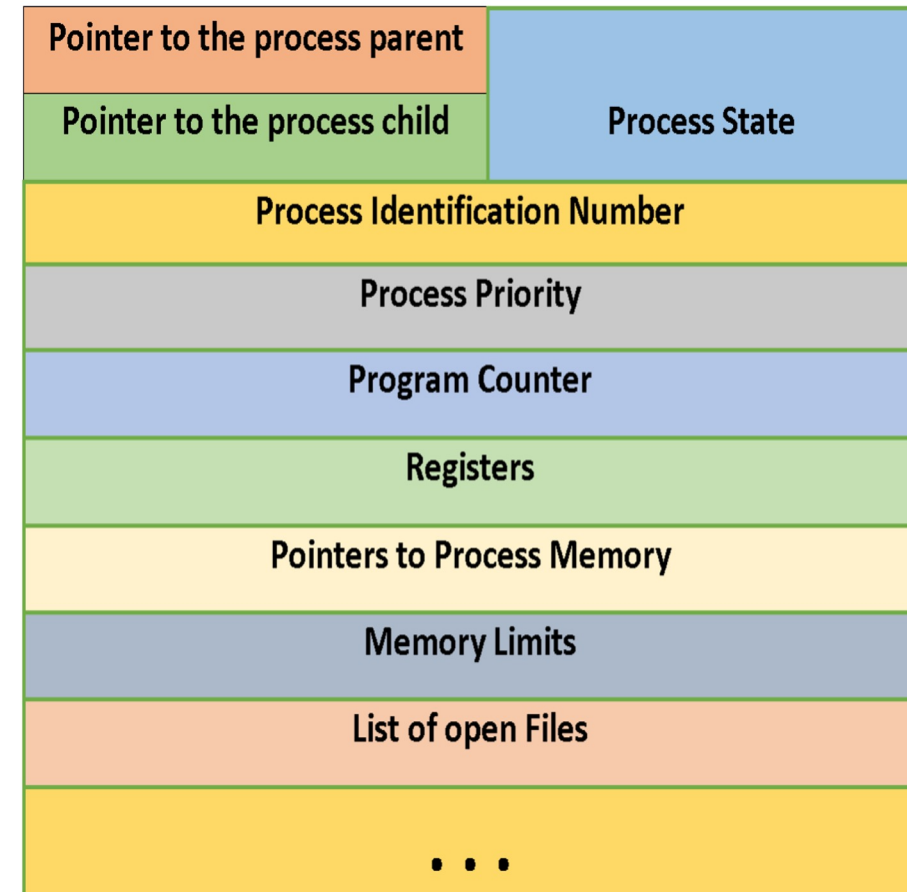 Pointer to the process parent
Pointer to the process child
Process State
Process Identification Number
Process Priority
Program Counter
Registers
Pointers to Process Memory
Memory Limits
List of open Files
. . .